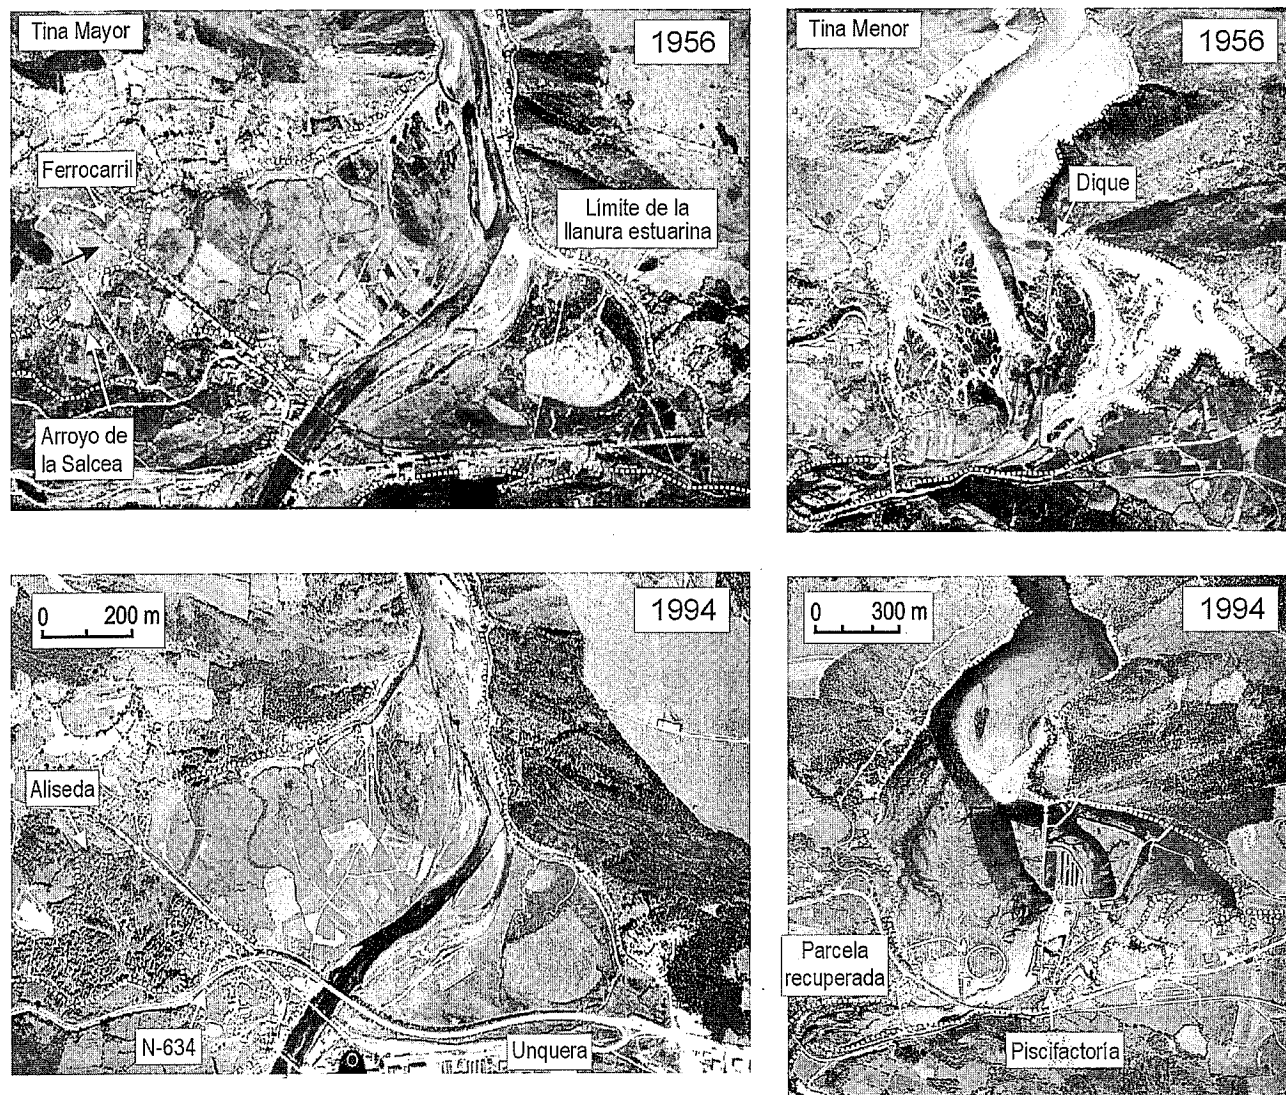 Tina Mayor
1956
Ferrocarril
Límite de la
llanura estuarina
Arroyo de
la Salcea
Tina Menor
1956
Dique
0 200 m
1994
Aliseda
N-634
Unquera
0 300 m
1994
Parcela
recuperada
Piscifactoría